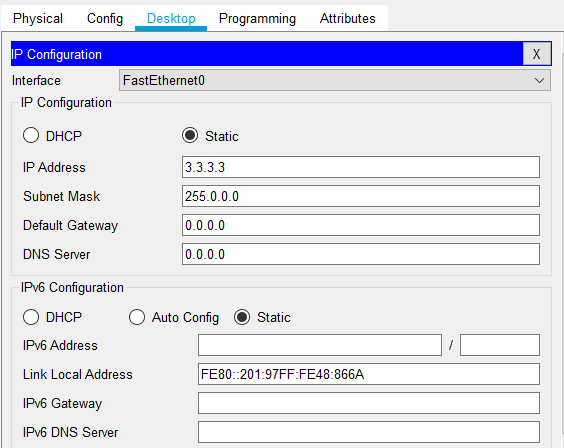 Physical Config Desktop Programming Attributes
IP Configuration X
Interface FastEthernet0
IP Configuration
DHCP Static
IP Address 3.3.3.3
Subnet Mask 255.0.0.0
Default Gateway 0.0.0.0
DNS Server 0.0.0.0
IPv6 Configuration
DHCP Auto Config Static
IPv6 Address /
Link Local Address FE80::201:97FF:FE48:866A
IPv6 Gateway
IPv6 DNS Server